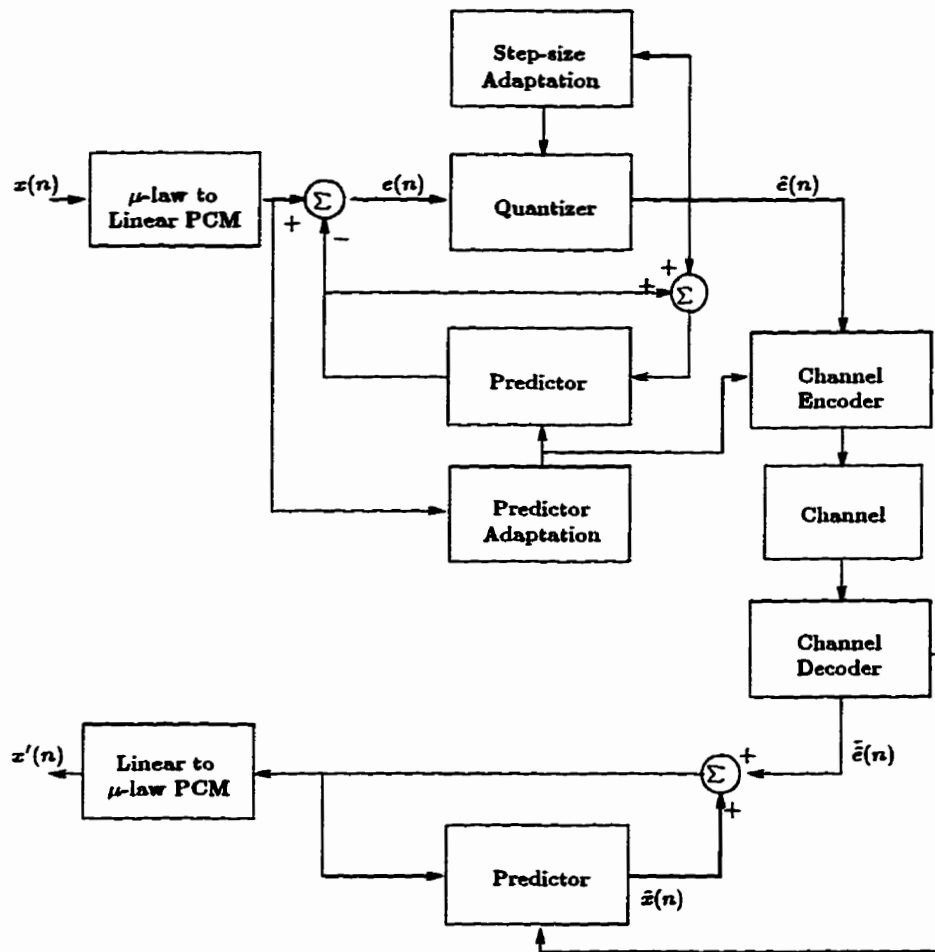 Step-size
Adaptation
x(n)
μ-law to
Linear PCM
+
Σ
−
e(n)
Quantizer
ê(n)
+
+
Σ
Predictor
Channel
Encoder
Predictor
Adaptation
Channel
Channel
Decoder
x′(n)
Linear to
μ-law PCM
+
Σ
+
ẽ̂(n)
Predictor
x̂(n)